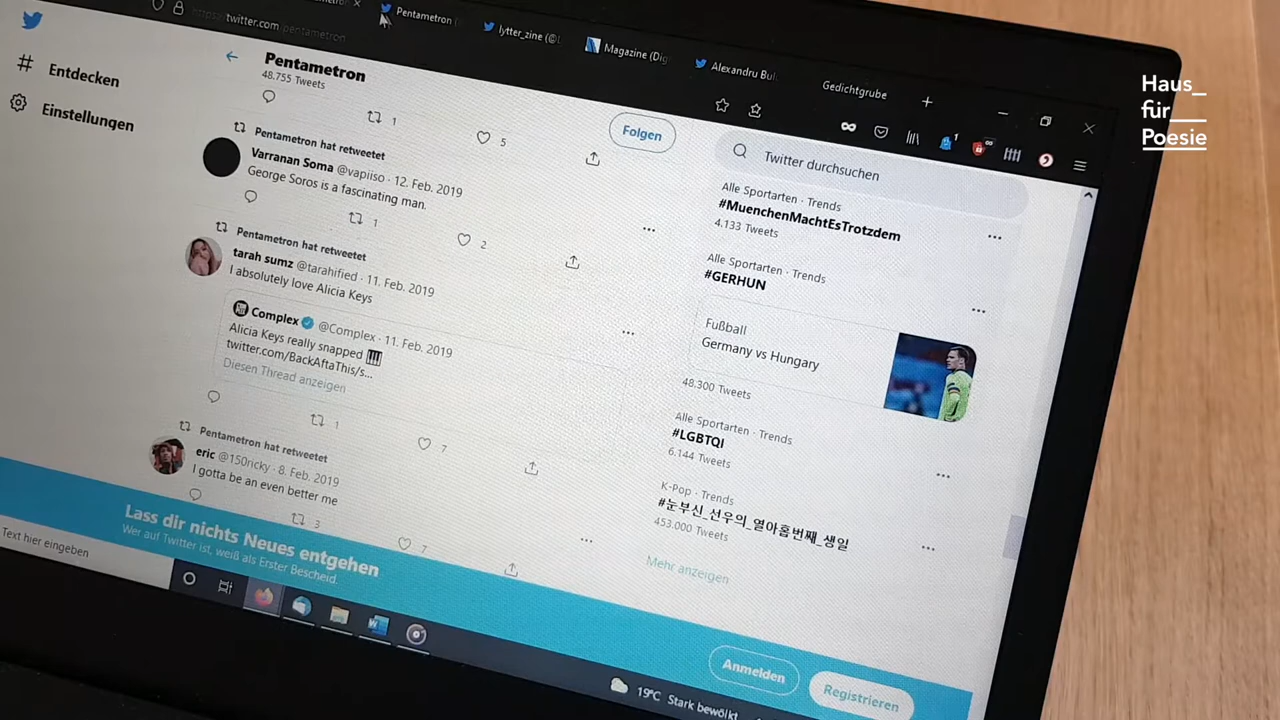 Pentametron
lytter_zine (@l
Magazine (Dig
Alexandru Bul
Gedichtgrube
https://twitter.com/pentametron
Haus_
für
Poesie
Entdecken
Einstellungen
Pentametron
48.755 Tweets
Folgen
1
5
Pentametron hat retweetet
Varranan Soma @vapiiso · 12. Feb. 2019
George Soros is a fascinating man.
1
2
Pentametron hat retweetet
tarah sumz @tarahified · 11. Feb. 2019
I absolutely love Alicia Keys
Complex @Complex · 11. Feb. 2019
Alicia Keys really snapped
twitter.com/BackAftaThis/s...
Diesen Thread anzeigen
1
7
Pentametron hat retweetet
eric @150ricky · 8. Feb. 2019
I gotta be an even better me
3
7
Twitter durchsuchen
Alle Sportarten · Trends
#MuenchenMachtEsTrotzdem
4.133 Tweets
Alle Sportarten · Trends
#GERHUN
Fußball
Germany vs Hungary
48.300 Tweets
Alle Sportarten · Trends
#LGBTQI
6.144 Tweets
K-Pop · Trends
#눈부신_선우의_열아홉번째_생일
453.000 Tweets
Mehr anzeigen
Lass dir nichts Neues entgehen
Wer auf Twitter ist, weiß als Erster Bescheid.
Anmelden
Registrieren
Text hier eingeben
19°C Stark bewölkt